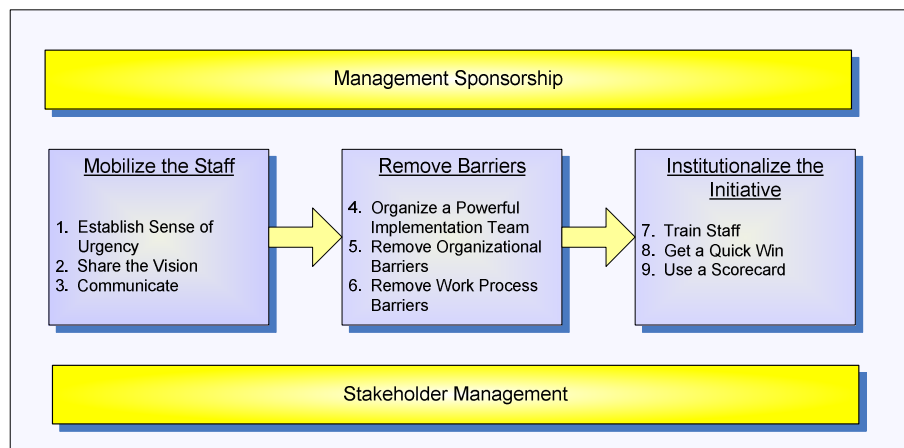 Management Sponsorship
Mobilize the Staff
1. Establish Sense of
Urgency
2. Share the Vision
3. Communicate
Remove Barriers
4. Organize a Powerful
Implementation Team
5. Remove Organizational
Barriers
6. Remove Work Process
Barriers
Institutionalize the
Initiative
7. Train Staff
8. Get a Quick Win
9. Use a Scorecard
Stakeholder Management